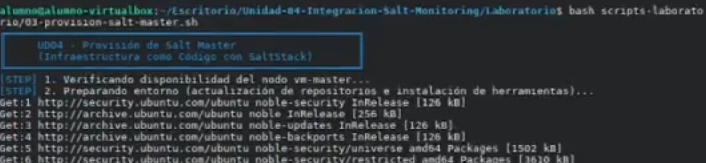 alumno@alumno-virtualbox:~/Escritorio/Unidad-04-Integracion-Salt-Monitoring/Laboratorio$ bash scripts-laborato
rio/03-provision-salt-master.sh
UD04 - Provisión de Salt Master
(Infraestructura como Código con SaltStack)
[STEP] 1. Verificando disponibilidad del nodo vm-master...
[STEP] 2. Preparando entorno (actualización de repositorios e instalación de herramientas)...
Get:1 http://security.ubuntu.com/ubuntu noble-security InRelease [126 kB]
Get:2 http://archive.ubuntu.com/ubuntu noble InRelease [256 kB]
Get:3 http://archive.ubuntu.com/ubuntu noble-updates InRelease [126 kB]
Get:4 http://archive.ubuntu.com/ubuntu noble-backports InRelease [126 kB]
Get:5 http://security.ubuntu.com/ubuntu noble-security/universe amd64 Packages [1502 kB]
Get:6 http://security.ubuntu.com/ubuntu noble-security/restricted amd64 Packages [3630 kB]